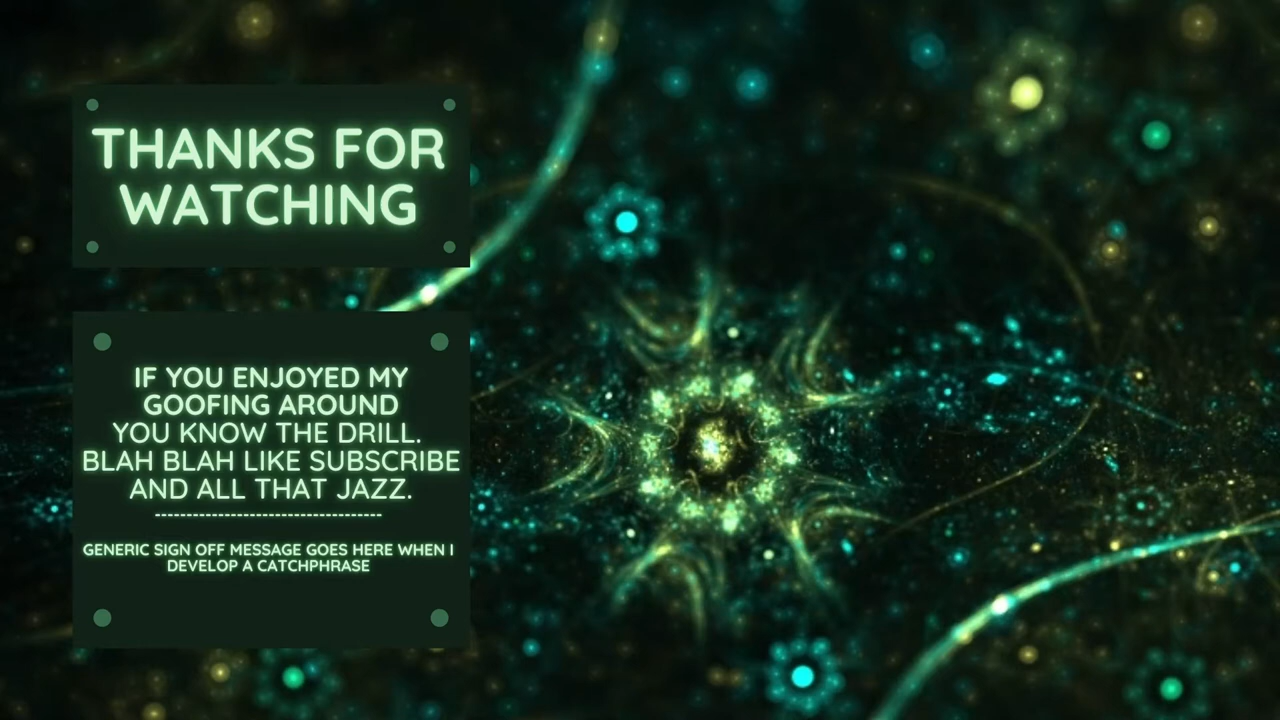 THANKS FOR
WATCHING
IF YOU ENJOYED MY
GOOFING AROUND
YOU KNOW THE DRILL.
BLAH BLAH LIKE SUBSCRIBE
AND ALL THAT JAZZ.
------------------------------------
GENERIC SIGN OFF MESSAGE GOES HERE WHEN I
DEVELOP A CATCHPHRASE